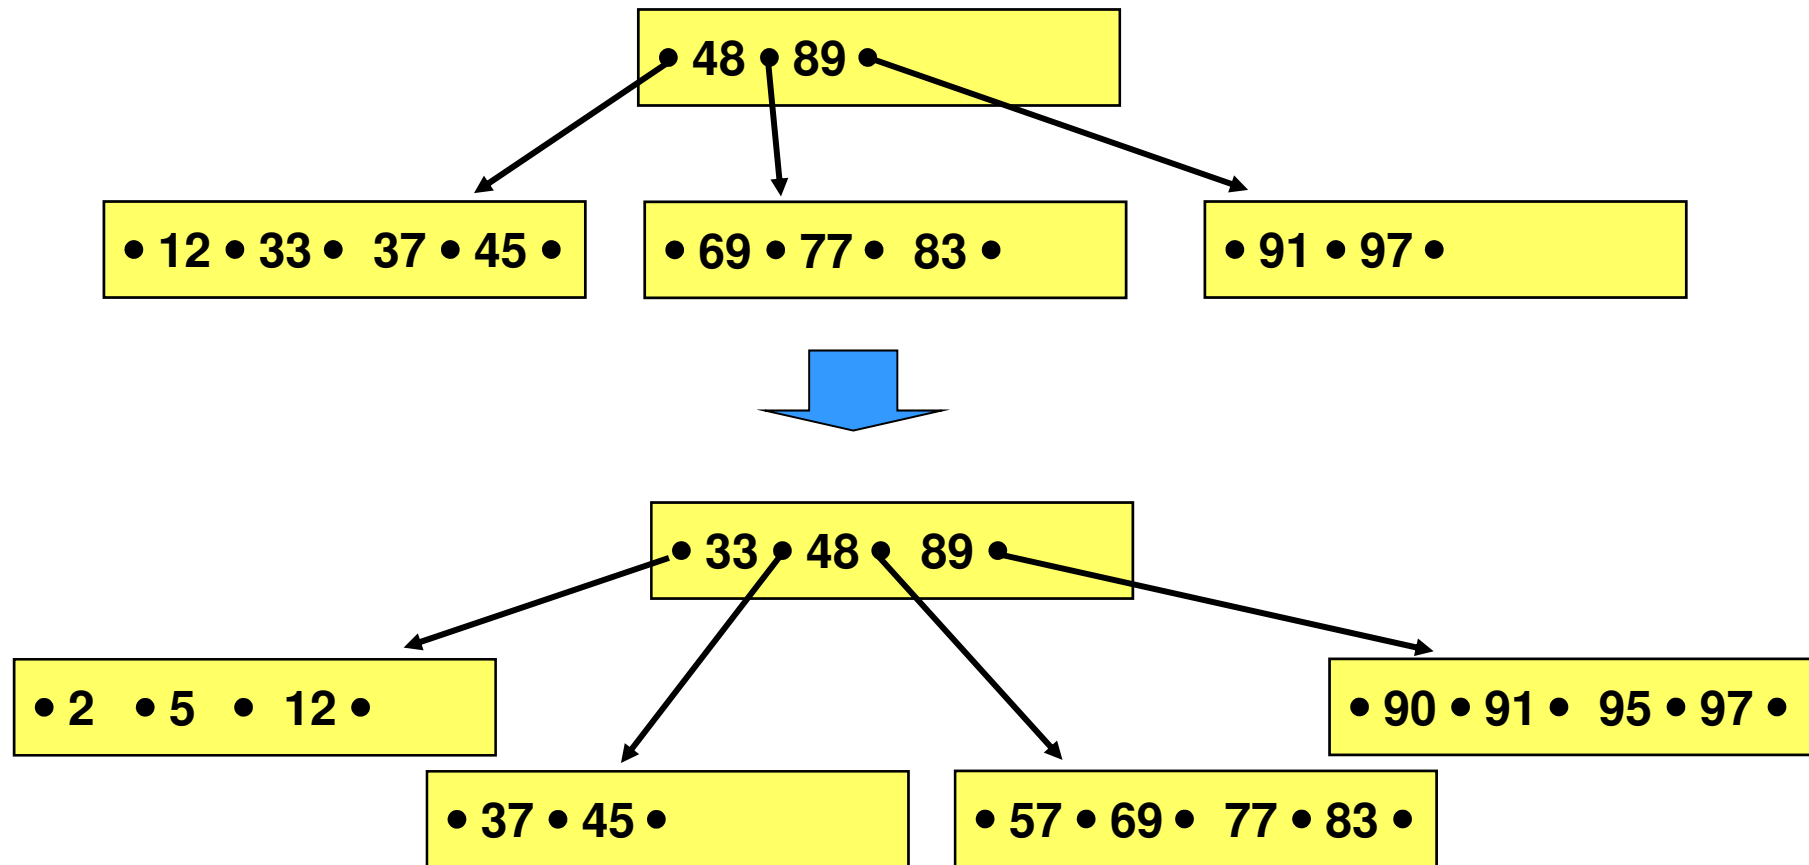 • 48 • 89 •
• 12 • 33 • 37 • 45 •
• 69 • 77 • 83 •
• 91 • 97 •
• 33 • 48 • 89 •
• 2 • 5 • 12 •
• 90 • 91 • 95 • 97 •
• 37 • 45 •
• 57 • 69 • 77 • 83 •